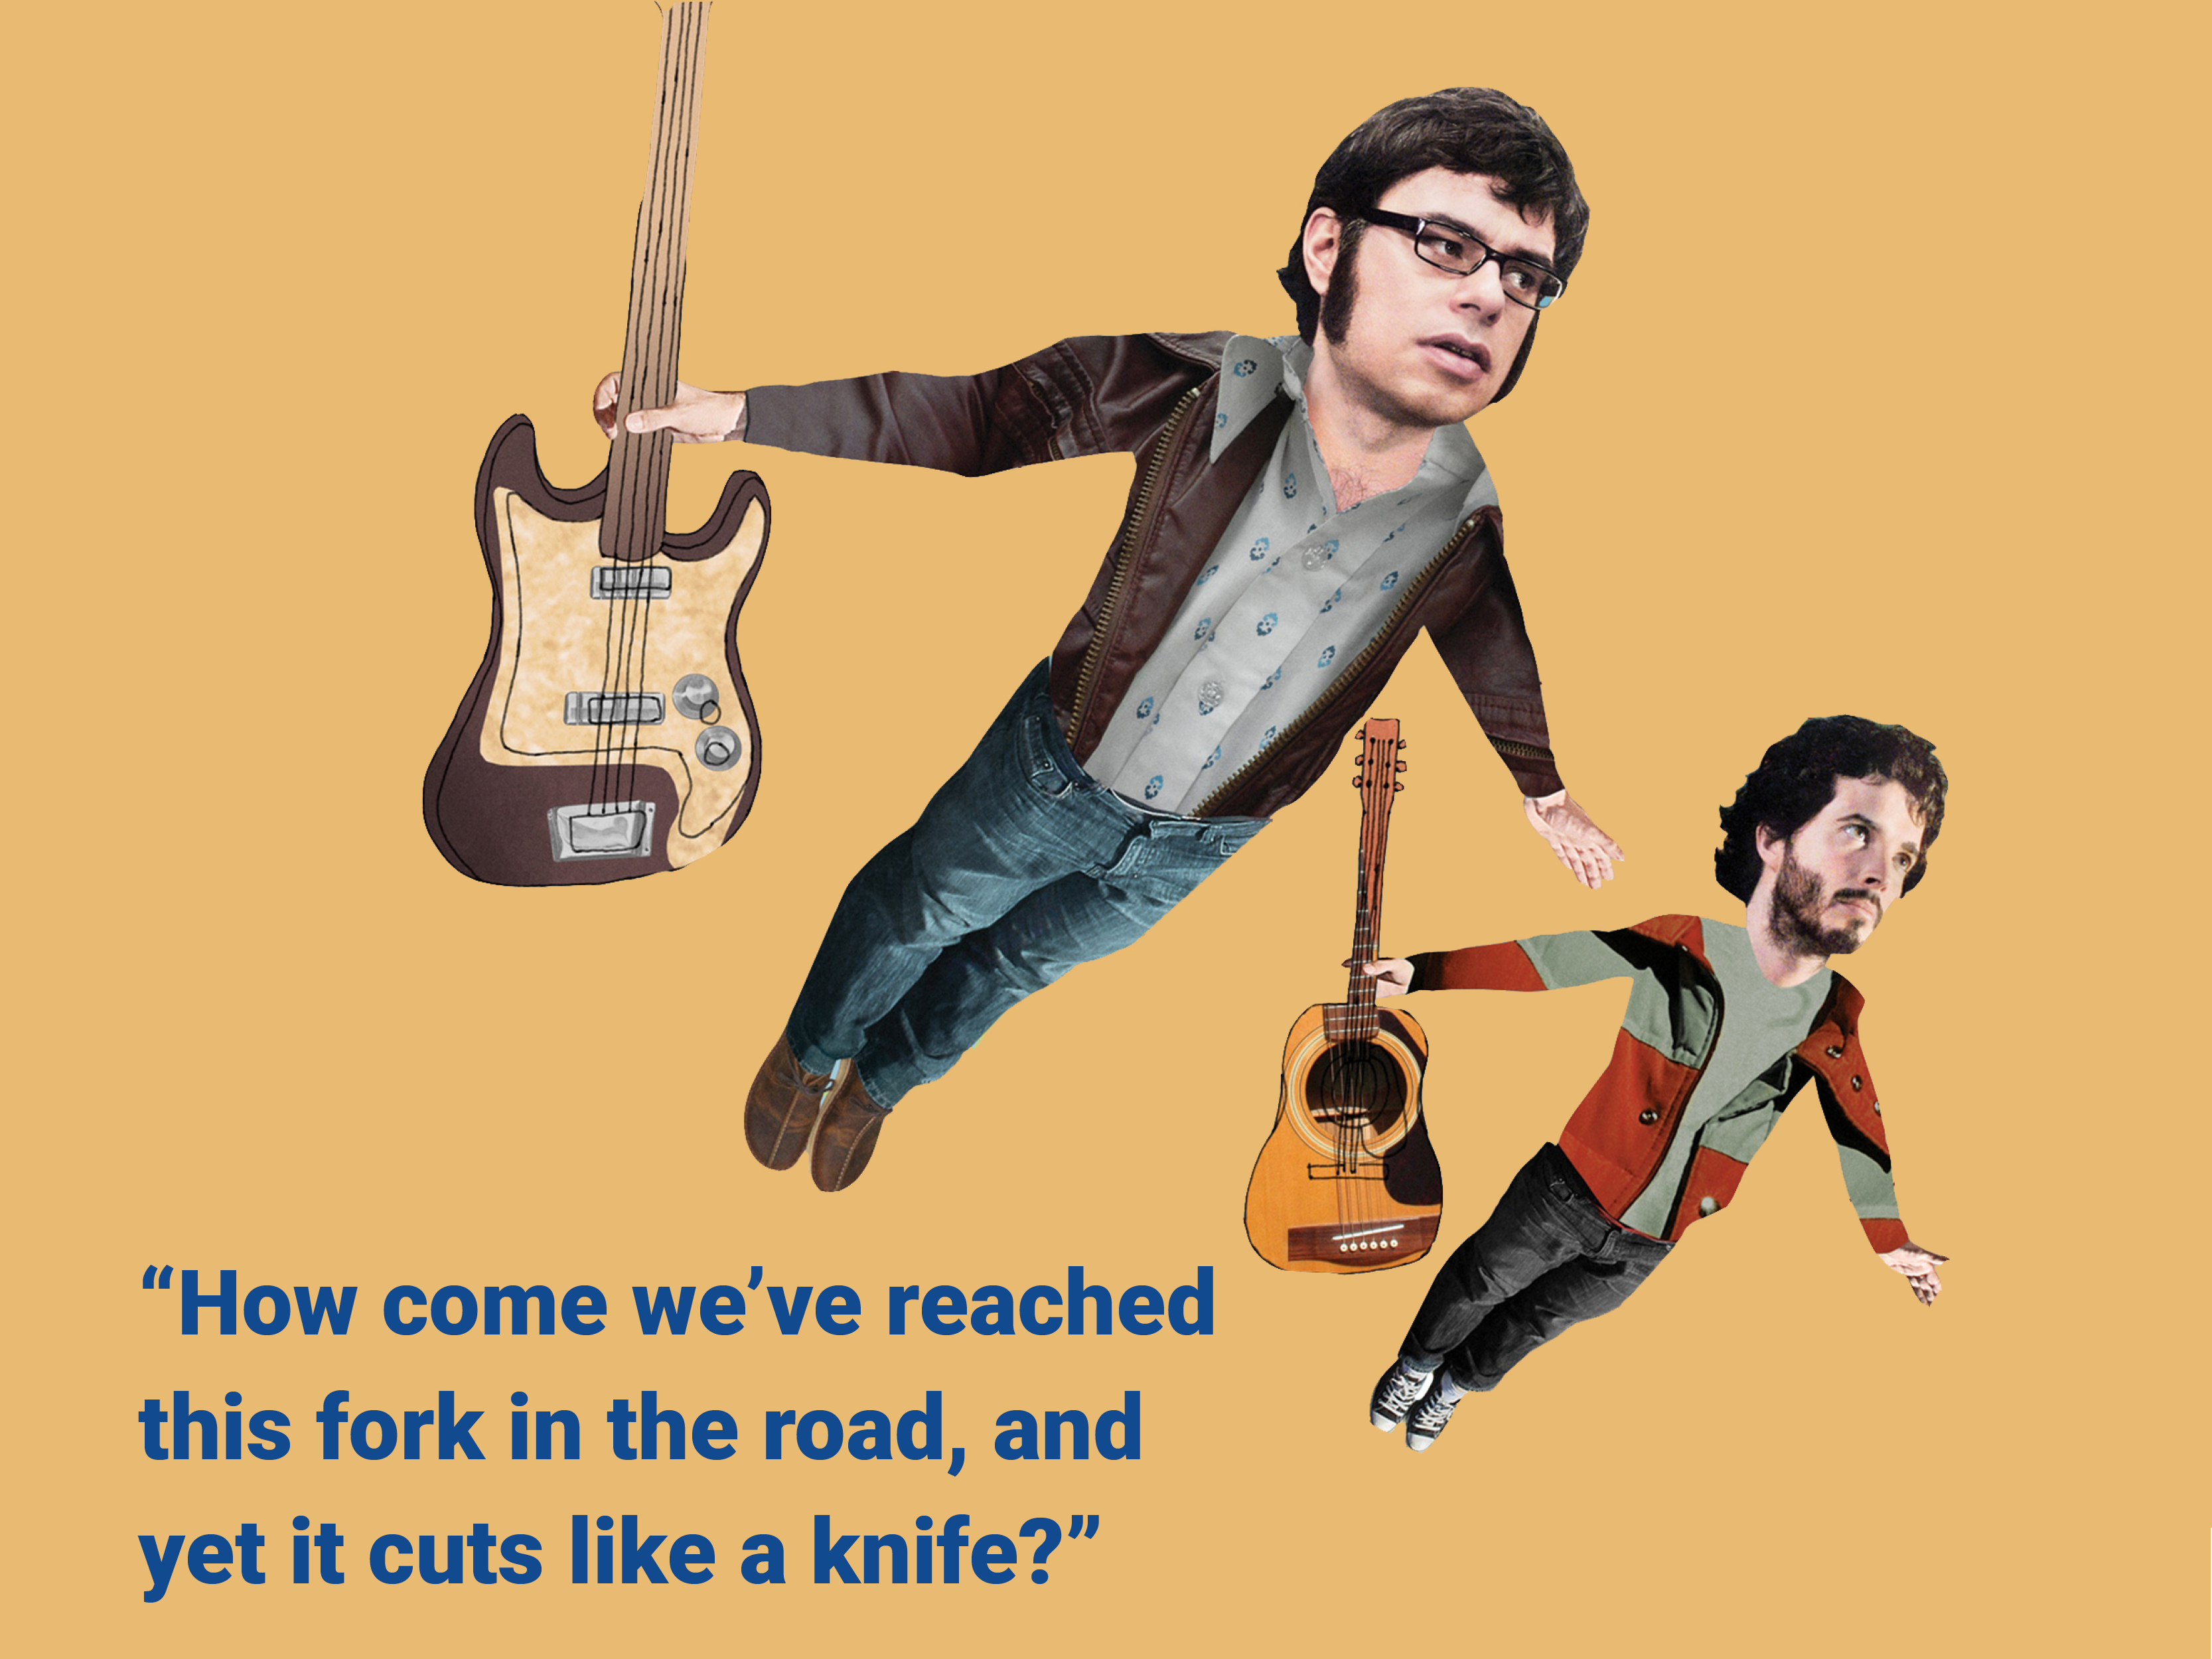 “How come we’ve reached
this fork in the road, and
yet it cuts like a knife?”